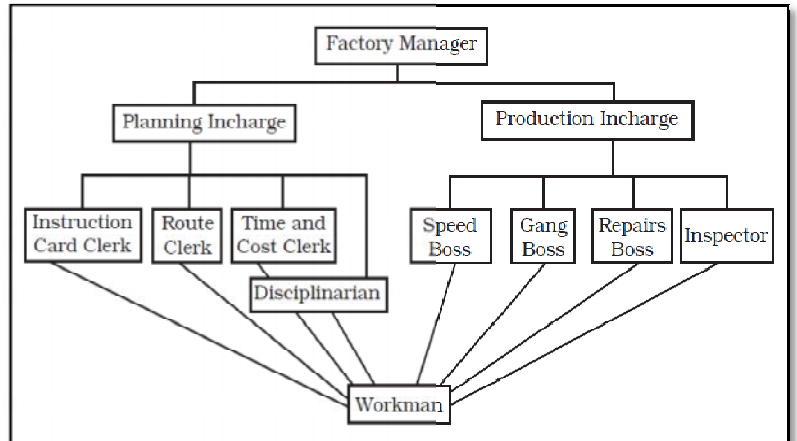 Factory Manager
Planning Incharge
Production Incharge
Instruction
Card Clerk
Route
Clerk
Time and
Cost Clerk
Disciplinarian
Speed
Boss
Gang
Boss
Repairs
Boss
Inspector
Workman